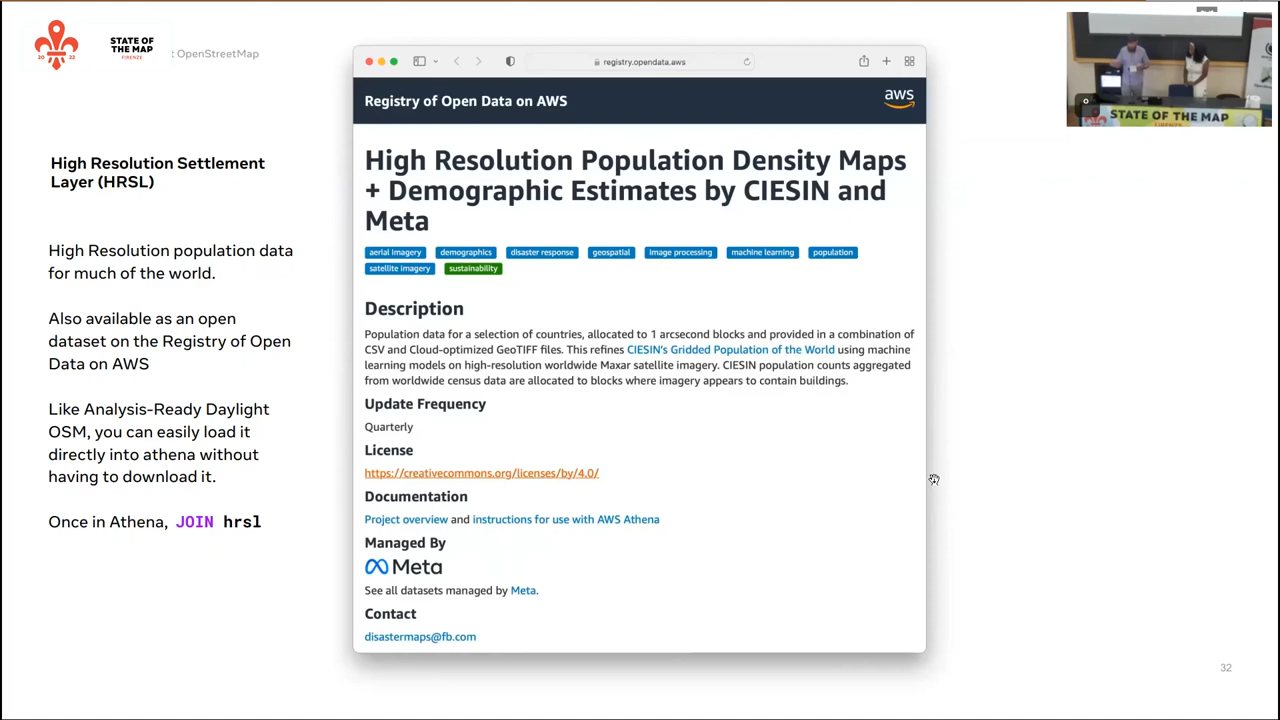 20 22
STATE OF
THE MAP
FIRENZE
t OpenStreetMap
High Resolution Settlement
Layer (HRSL)
High Resolution population data
for much of the world.
Also available as an open
dataset on the Registry of Open
Data on AWS
Like Analysis-Ready Daylight
OSM, you can easily load it
directly into athena without
having to download it.
Once in Athena, JOIN hrsl
registry.opendata.aws
Registry of Open Data on AWS
aws
High Resolution Population Density Maps
+ Demographic Estimates by CIESIN and
Meta
aerial imagery demographics disaster response geospatial image processing machine learning population
satellite imagery sustainability
Description
Population data for a selection of countries, allocated to 1 arcsecond blocks and provided in a combination of
CSV and Cloud-optimized GeoTIFF files. This refines CIESIN's Gridded Population of the World using machine
learning models on high-resolution worldwide Maxar satellite imagery. CIESIN population counts aggregated
from worldwide census data are allocated to blocks where imagery appears to contain buildings.
Update Frequency
Quarterly
License
https://creativecommons.org/licenses/by/4.0/
Documentation
Project overview and instructions for use with AWS Athena
Managed By
Meta
See all datasets managed by Meta.
Contact
disastermaps@fb.com
STATE OF THE MAP
FIRENZE
32